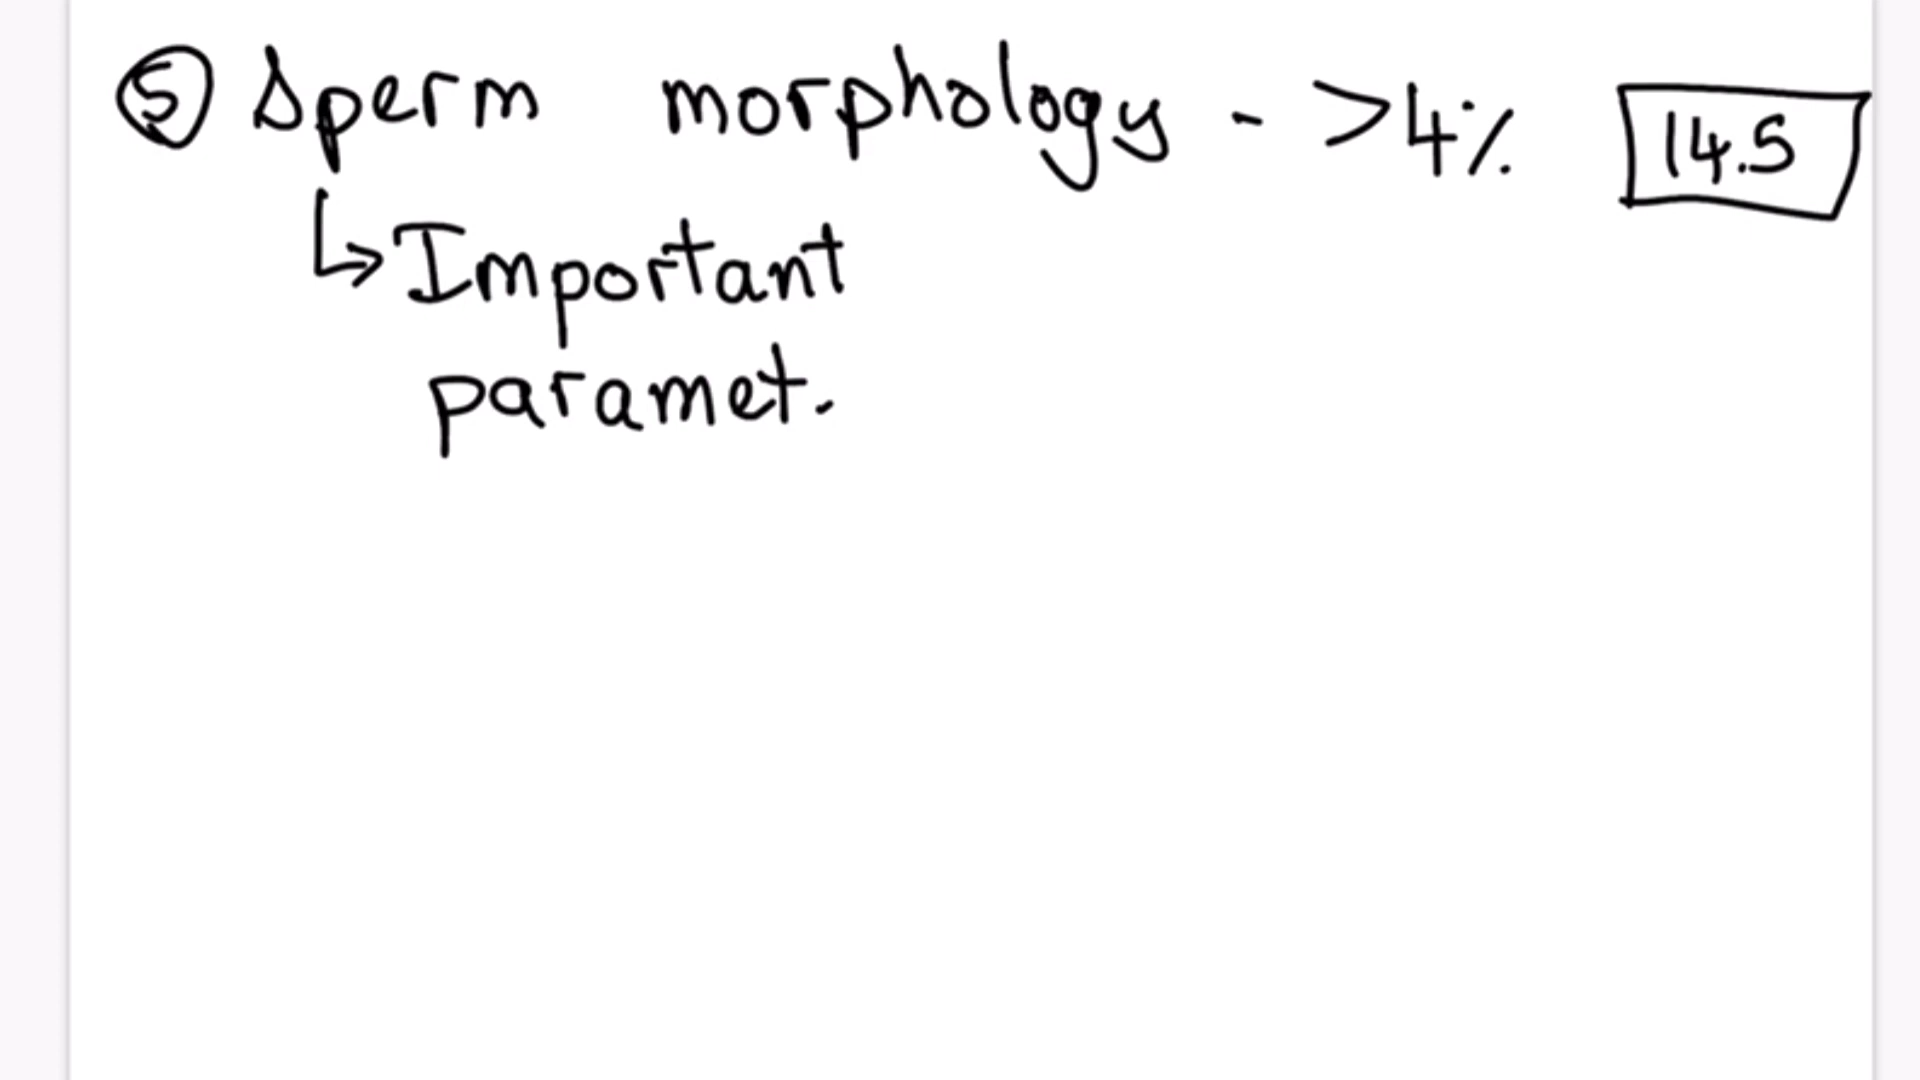 ⑤ Sperm morphology - >4% 14.5
↳ Important
paramet.